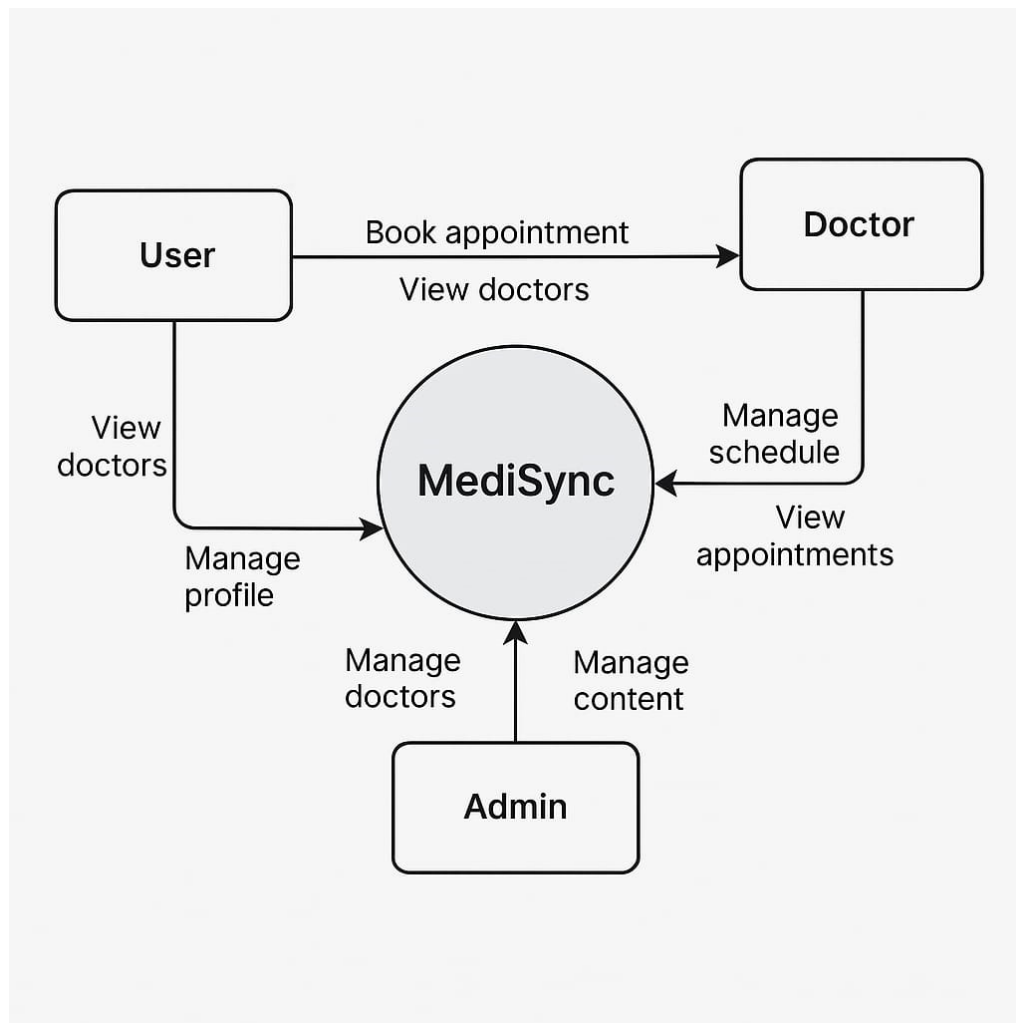 User
Book appointment
View doctors
Doctor
View
doctors
Manage
profile
MediSync
Manage
schedule
View
appointments
Manage
doctors
Manage
content
Admin